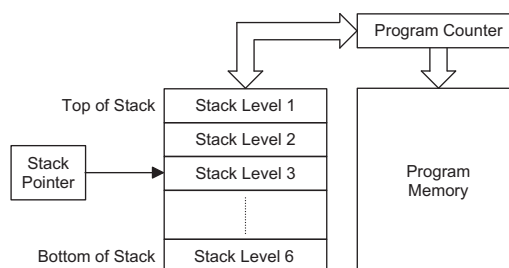 Program Counter
Top of Stack
Stack Level 1
Stack Level 2
Stack
Pointer
Stack Level 3
Program
Memory
Bottom of Stack
Stack Level 6